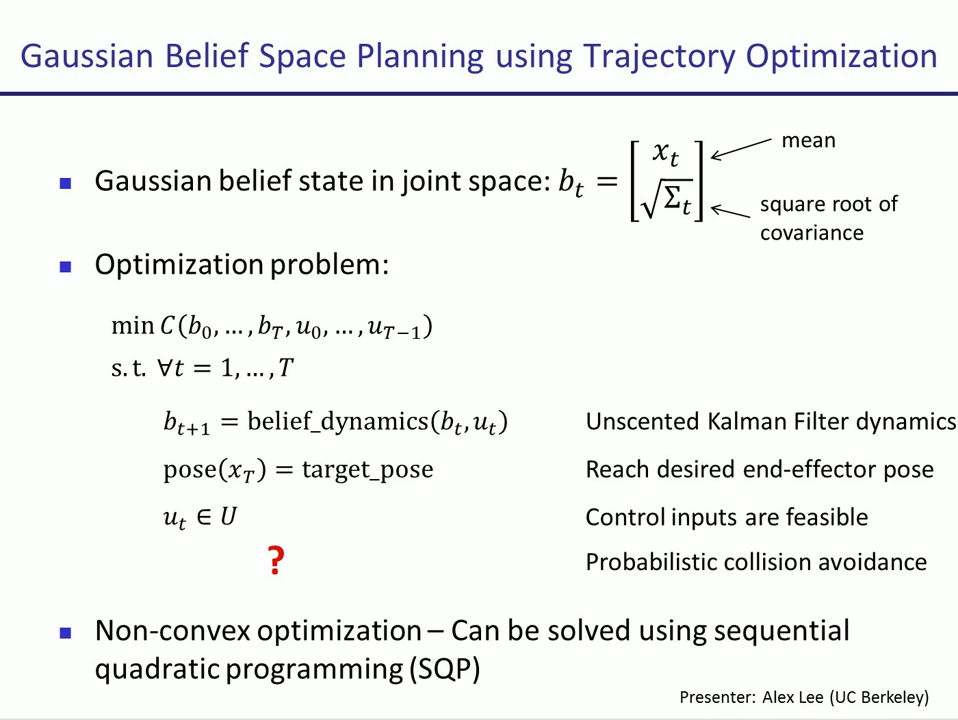 Gaussian Belief Space Planning using Trajectory Optimization
mean
Gaussian belief state in joint space: b_t = [x_t √Σ_t]
square root of
covariance
Optimization problem:
min C(b_0, … , b_T, u_0, … , u_{T−1})
s. t. ∀t = 1, … , T
b_{t+1} = belief_dynamics(b_t, u_t) Unscented Kalman Filter dynamics
pose(x_T) = target_pose Reach desired end-effector pose
u_t ∈ U Control inputs are feasible
? Probabilistic collision avoidance
Non-convex optimization – Can be solved using sequential
quadratic programming (SQP)
Presenter: Alex Lee (UC Berkeley)